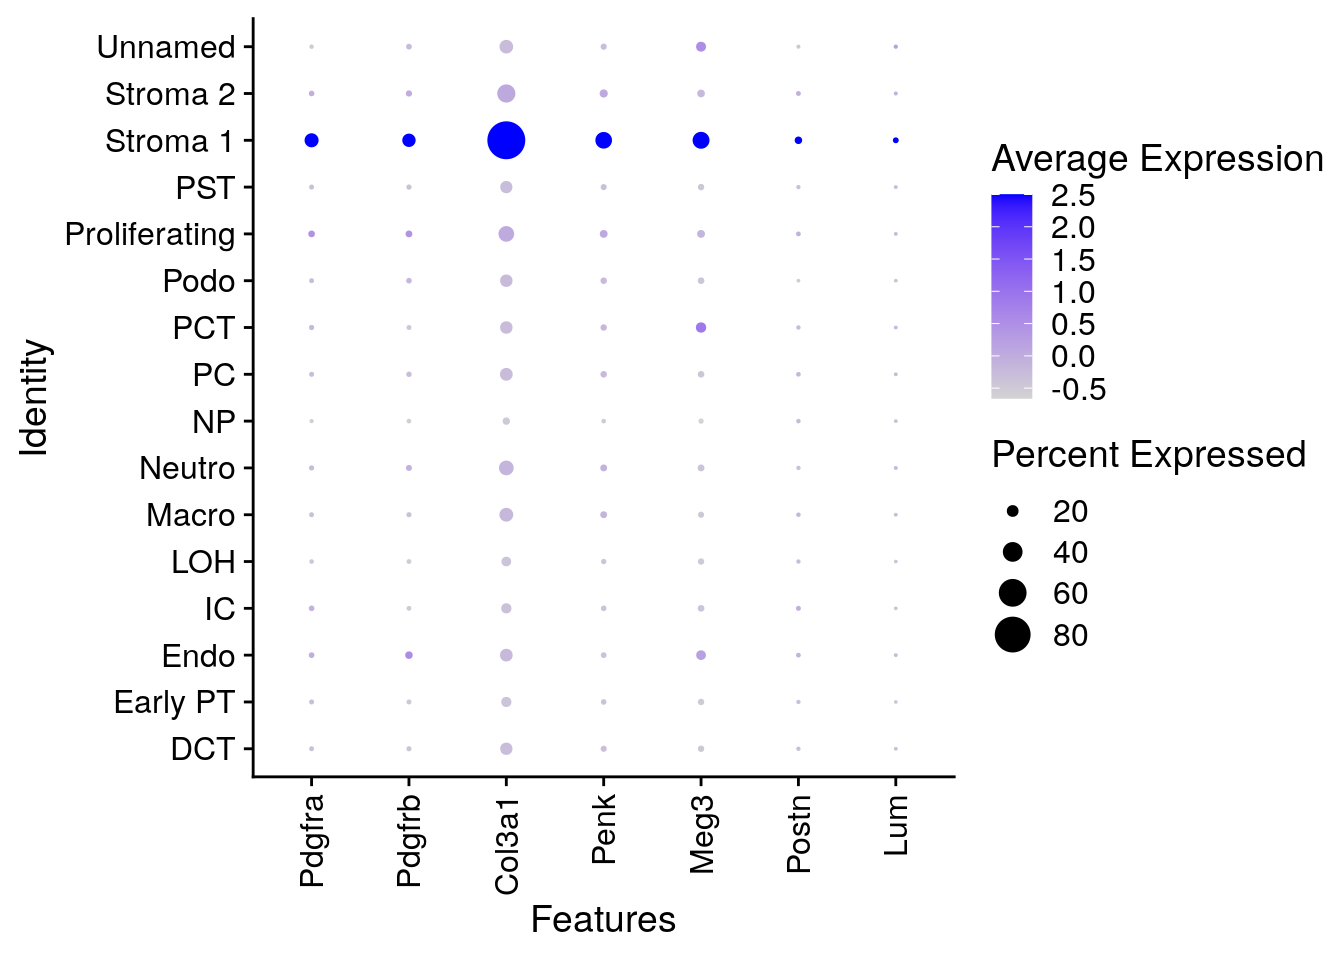 Unnamed
Stroma 2
Stroma 1
PST
Proliferating
Podo
PCT
PC
NP
Neutro
Macro
LOH
IC
Endo
Early PT
DCT
Identity
Pdgfra
Pdgfrb
Col3a1
Penk
Meg3
Postn
Lum
Features
Average Expression
2.5
2.0
1.5
1.0
0.5
0.0
-0.5
Percent Expressed
20
40
60
80